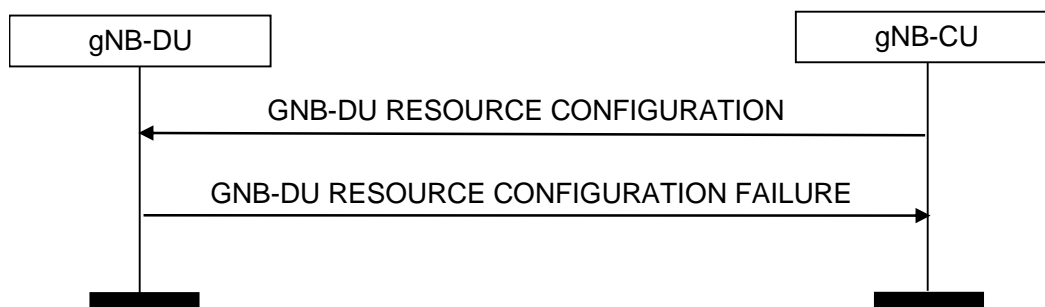 gNB-DU
gNB-CU
GNB-DU RESOURCE CONFIGURATION
GNB-DU RESOURCE CONFIGURATION FAILURE